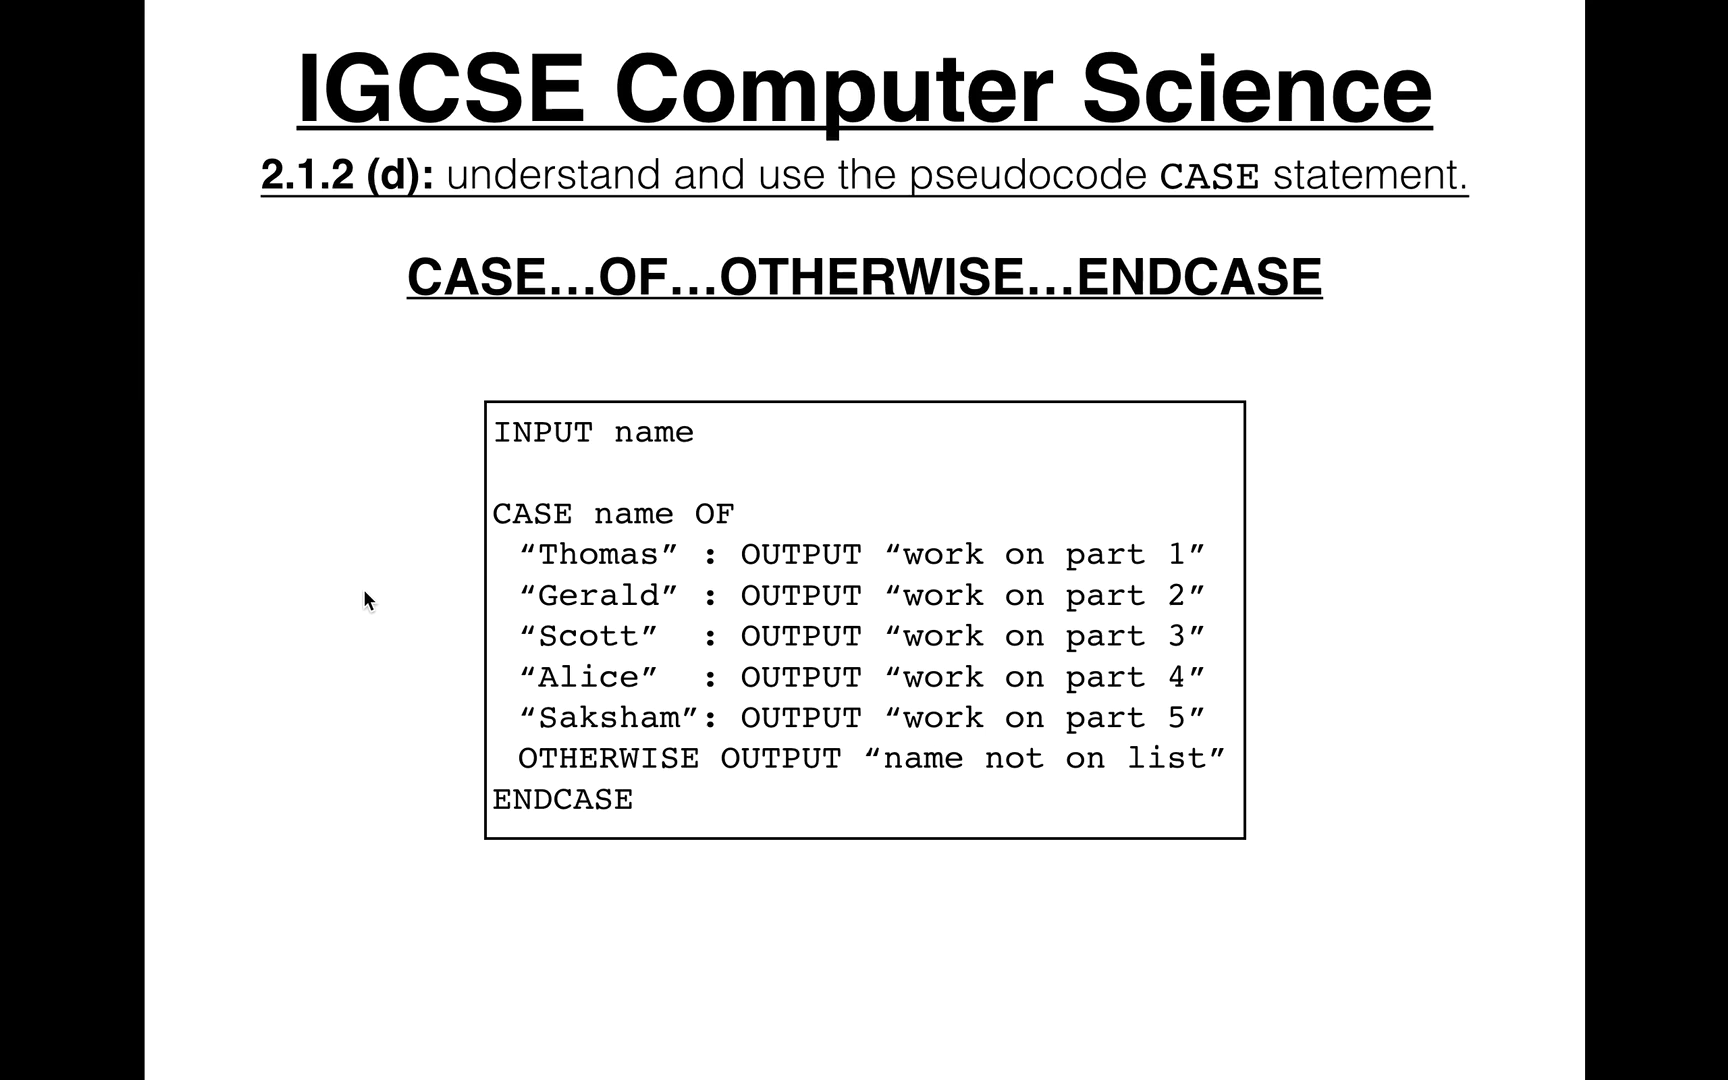 IGCSE Computer Science
2.1.2 (d): understand and use the pseudocode CASE statement.
CASE…OF…OTHERWISE…ENDCASE
INPUT name
CASE name OF
“Thomas” : OUTPUT “work on part 1”
“Gerald” : OUTPUT “work on part 2”
“Scott” : OUTPUT “work on part 3”
“Alice” : OUTPUT “work on part 4”
“Saksham”: OUTPUT “work on part 5”
OTHERWISE OUTPUT “name not on list”
ENDCASE